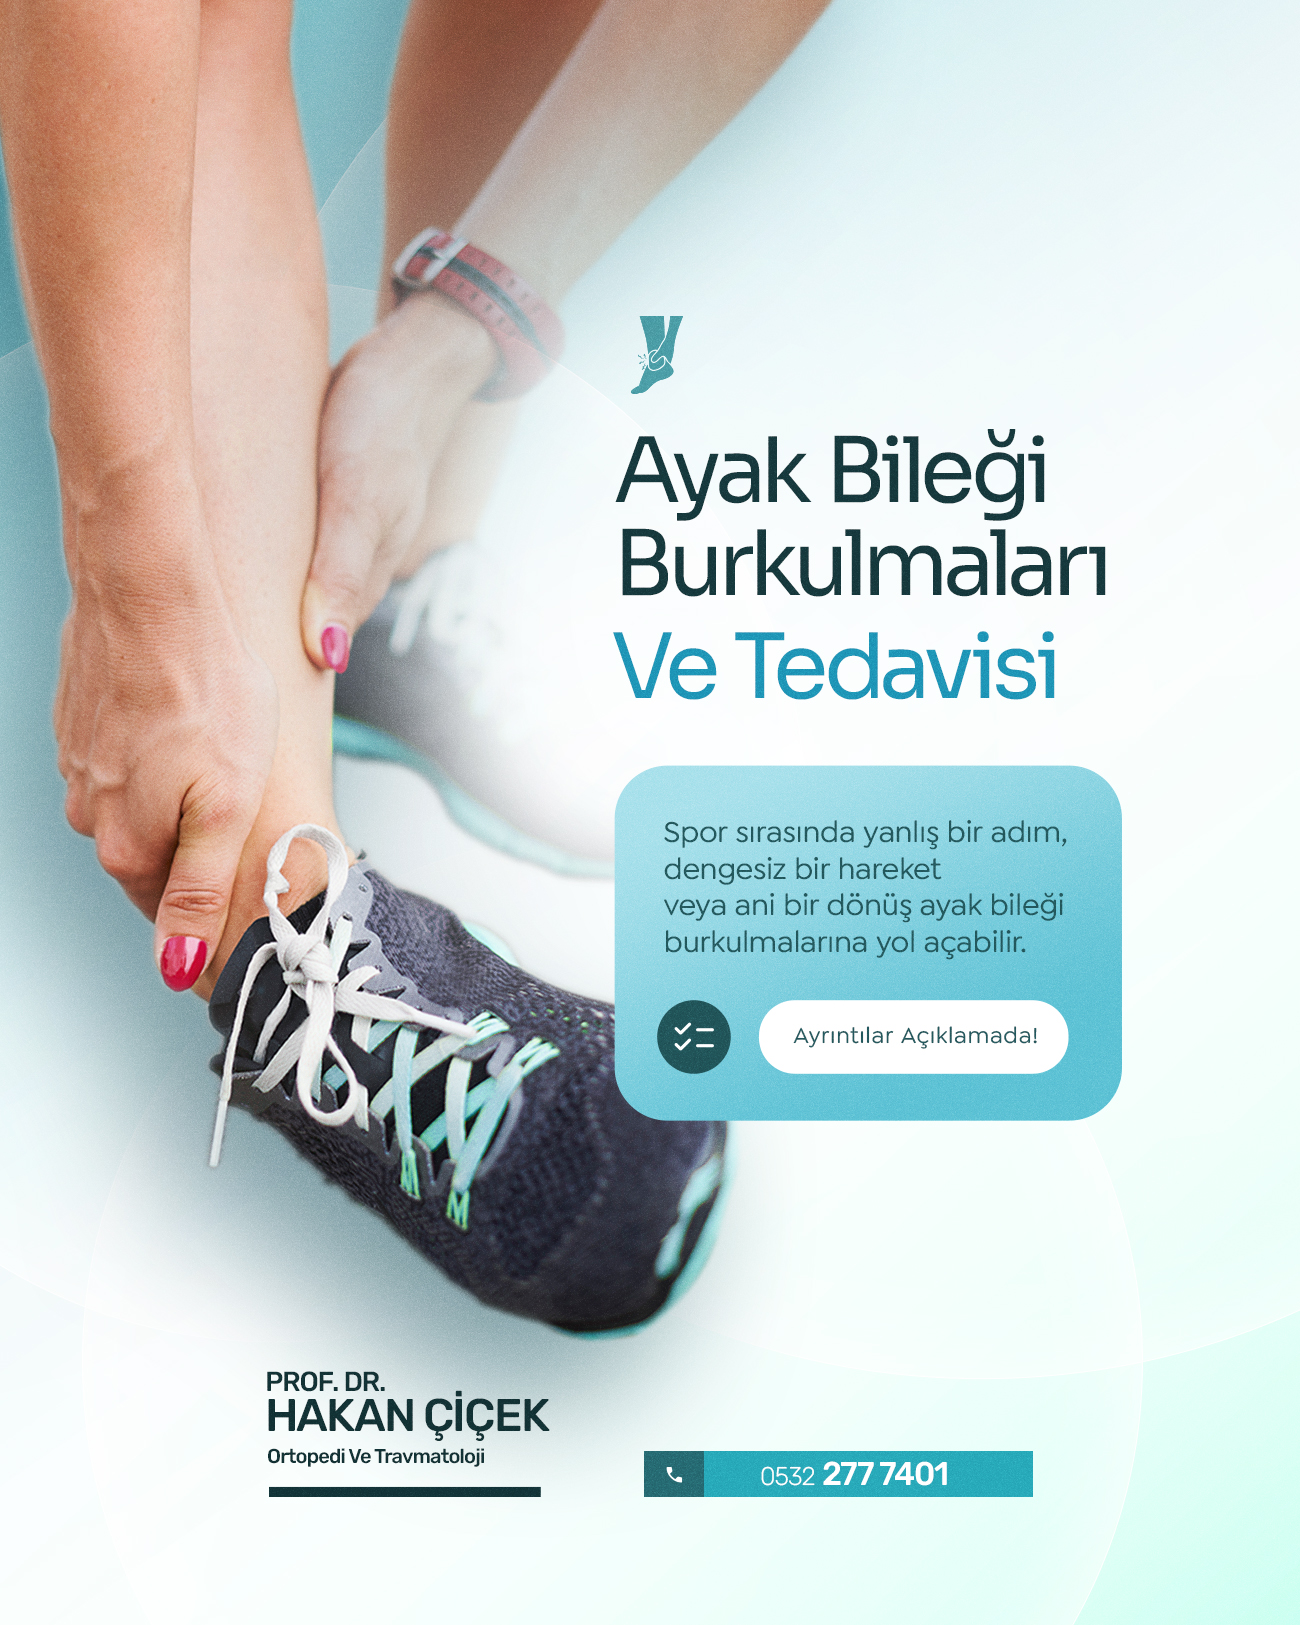 Ayak Bileği
Burkulmaları
Ve Tedavisi
Spor sırasında yanlış bir adım,
dengesiz bir hareket
veya ani bir dönüş ayak bileği
burkulmalarına yol açabilir.
Ayrıntılar Açıklamada!
PROF. DR.
HAKAN ÇİÇEK
Ortopedi Ve Travmatoloji
0532 277 7401